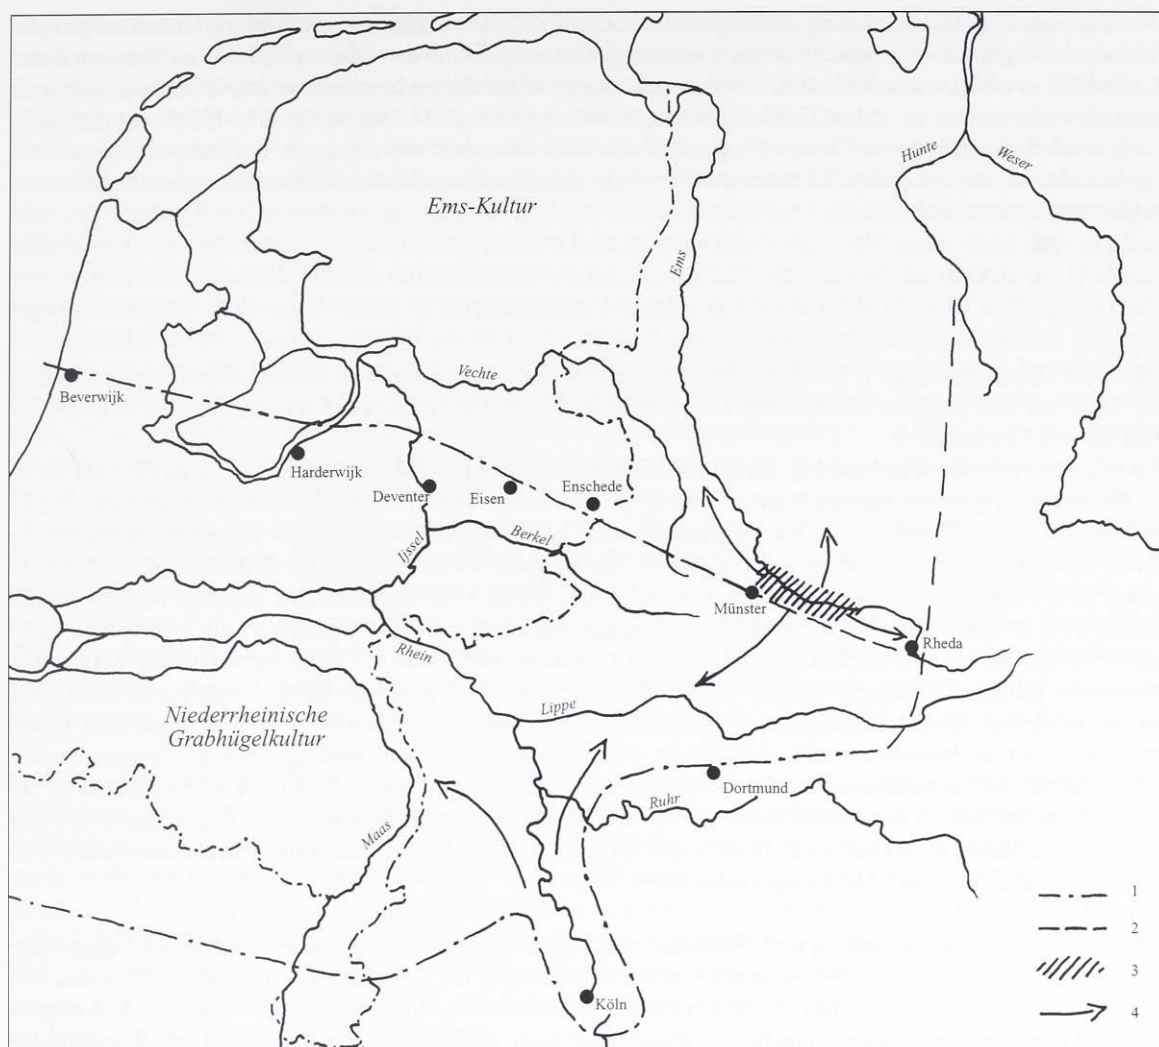 Hunte
Weser
Ems-Kultur
Ems
Vechte
Beverwijk
Harderwijk
Deventer
Eisen
Enschede
Berkel
IJssel
Münster
Rheda
Rhein
Lippe
Niederrheinische
Grabhügelkultur
Dortmund
Ruhr
Maas
Köln
1
2
3
4